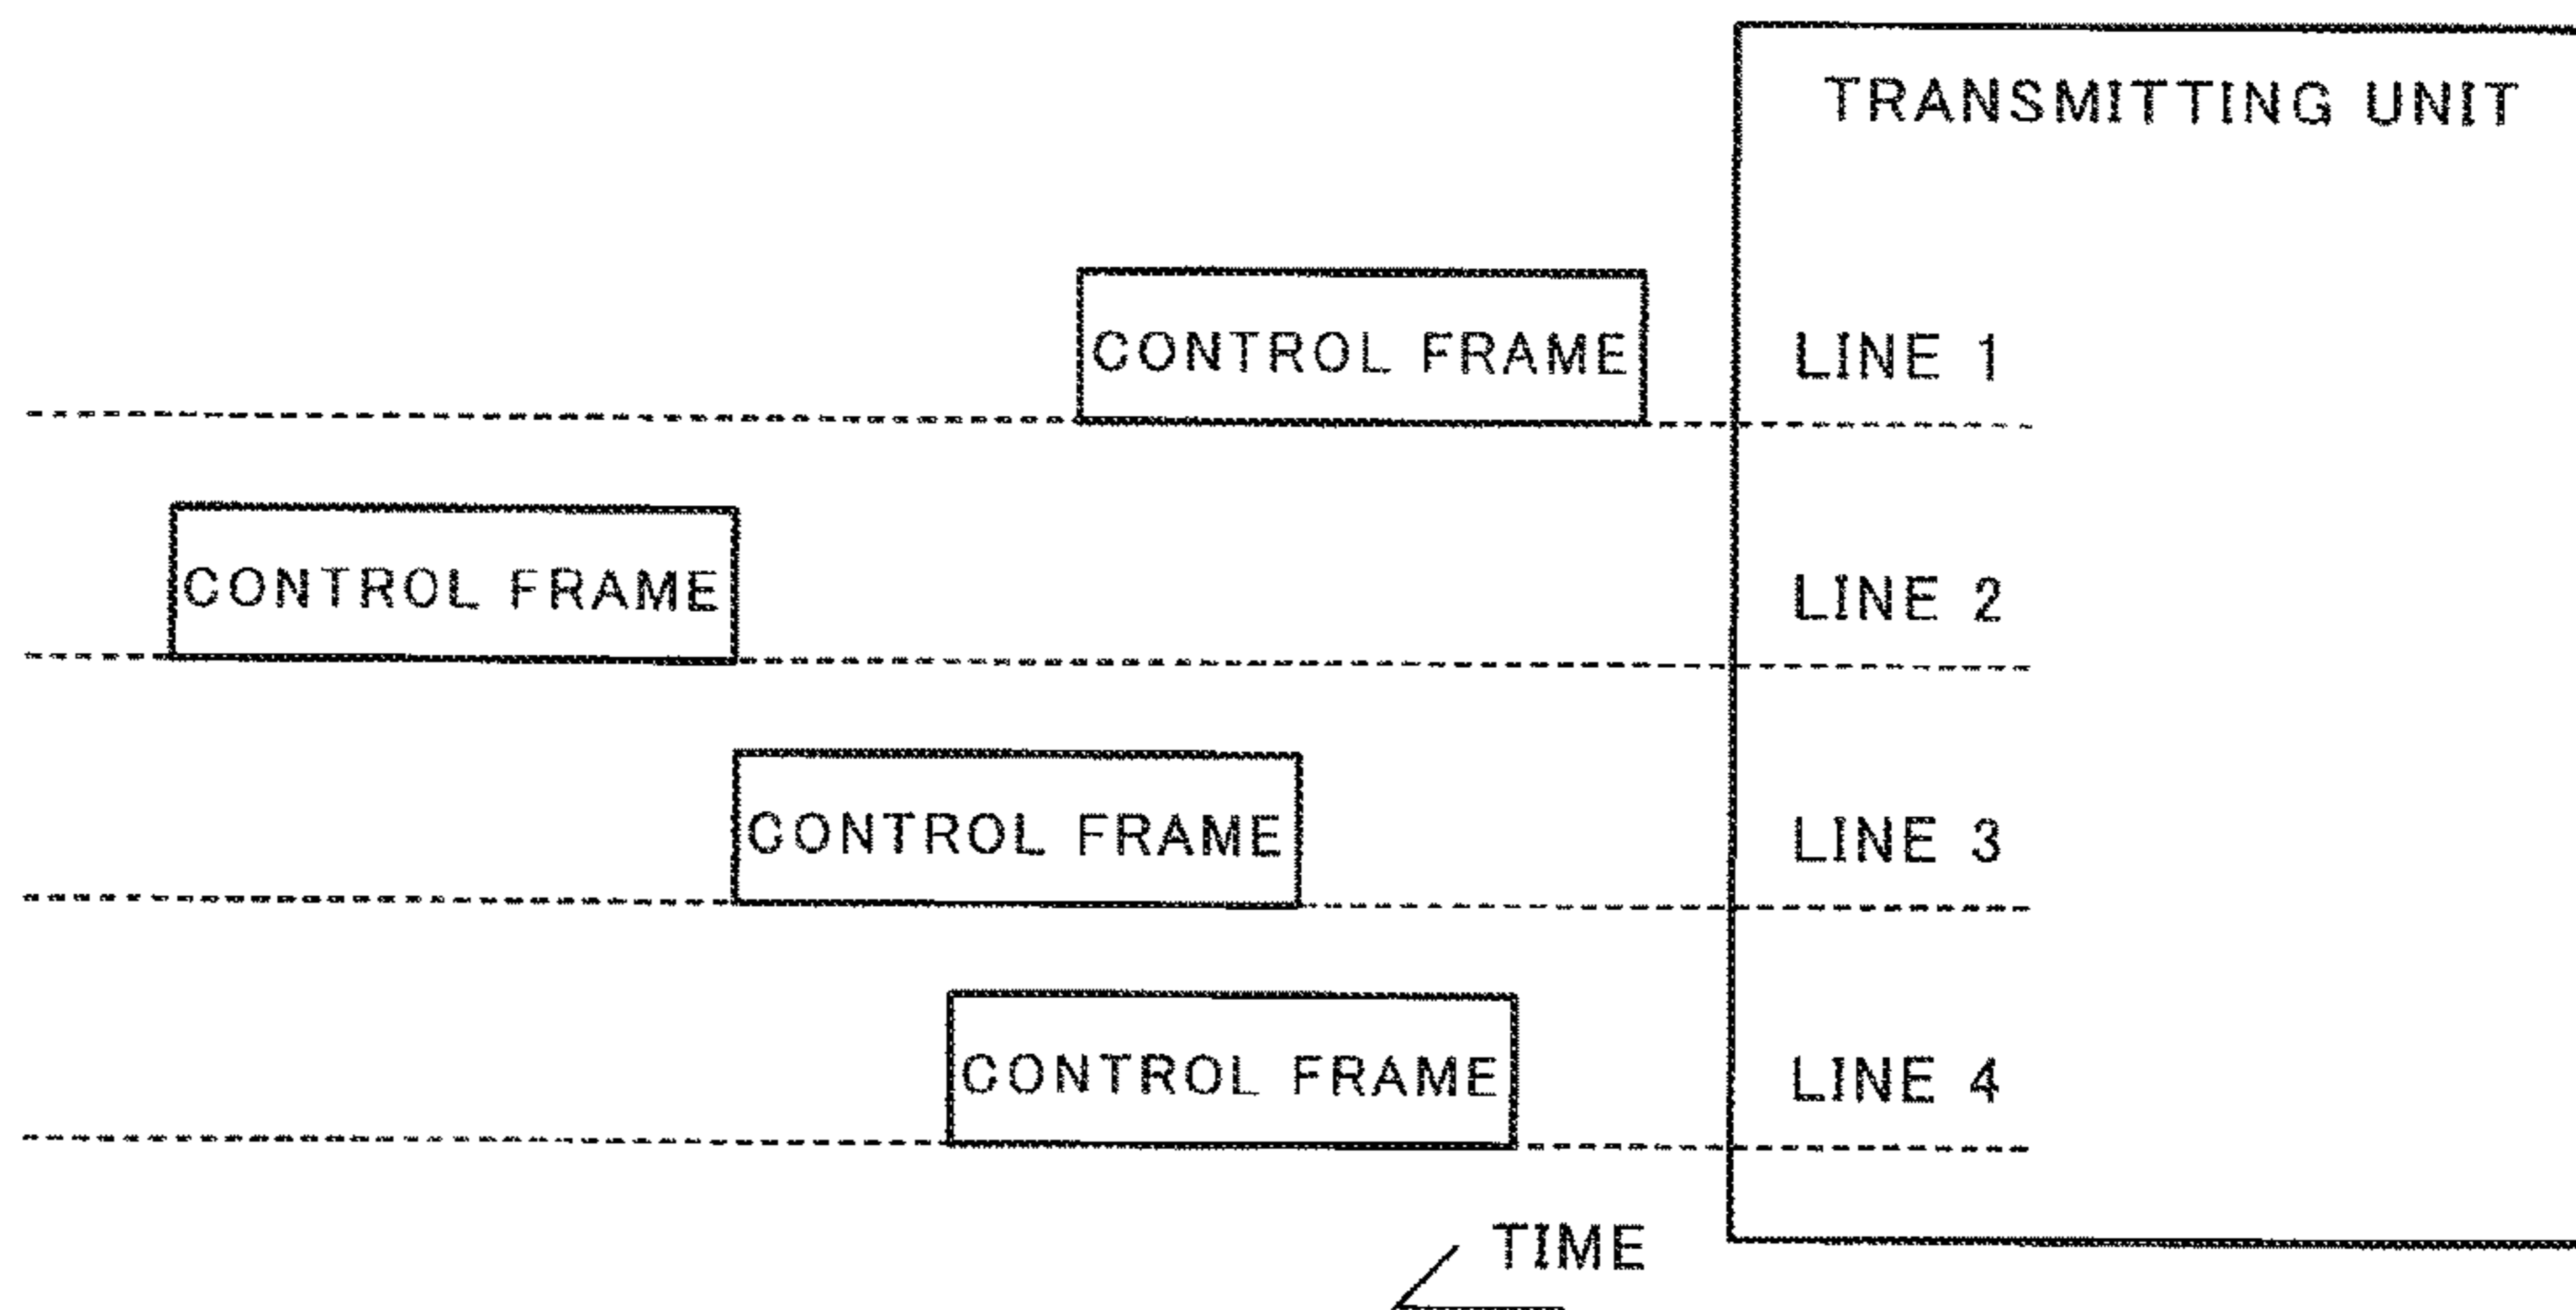 TRANSMITTING UNIT
CONTROL FRAME LINE 1
CONTROL FRAME LINE 2
CONTROL FRAME LINE 3
CONTROL FRAME LINE 4
TIME